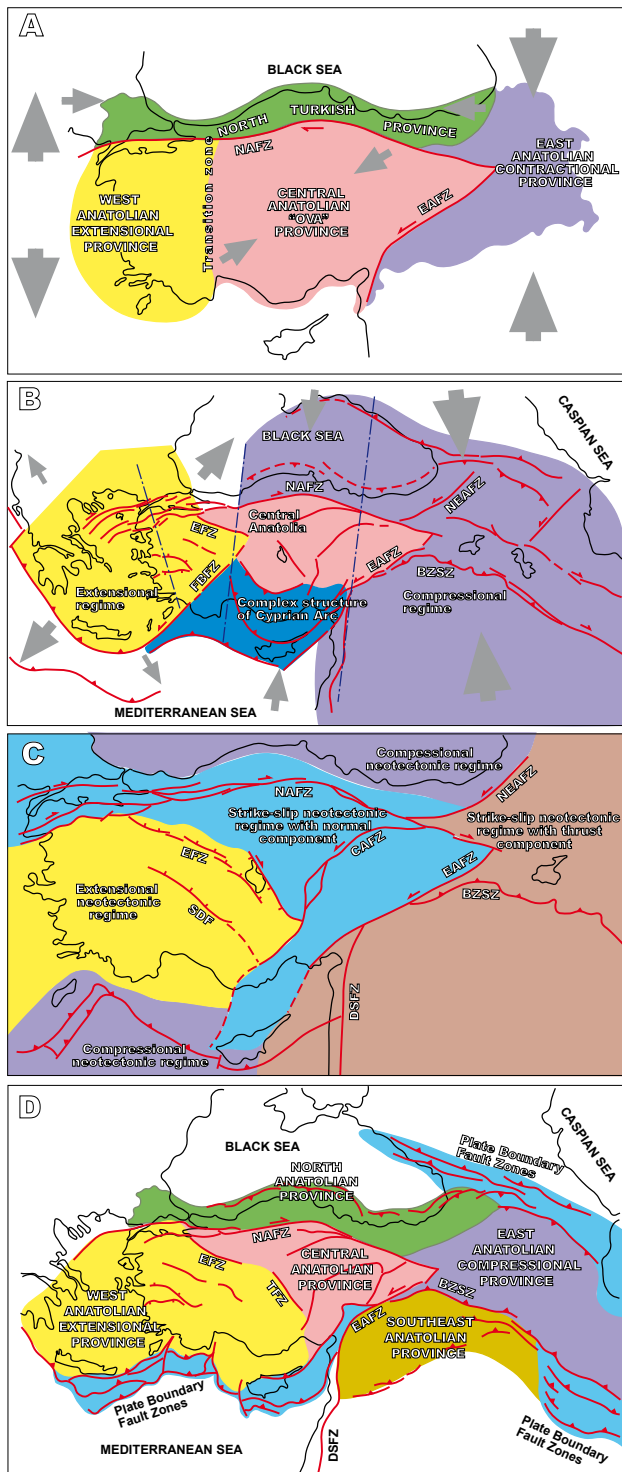 A
BLACK SEA
NORTH TURKISH PROVINCE
NAFZ
EAST
ANATOLIAN
CONTRACTIONAL
PROVINCE
WEST
ANATOLIAN
EXTENSIONAL
PROVINCE
Transition zone
CENTRAL
ANATOLIAN
"OVA"
PROVINCE
EAFZ
B
BLACK SEA
CASPIAN SEA
NAFZ
NEAFZ
Central
Anatolia
EFZ
EAFZ
BZSZ
FBFZ
Extensional
regime
Complex structure
of Cyprian Arc
Compressional
regime
MEDITERRANEAN SEA
C
Compessional
neotectonic regime
NAFZ
NEAFZ
Strike-slip neotectonic
regime with normal
component
Strike-slip neotectonic
regime with thrust
component
CAFZ
EFZ
EAFZ
BZSZ
Extensional
neotectonic
regime
SDF
DSFZ
Compressional
neotectonic regime
D
BLACK SEA
CASPIAN SEA
Plate Boundary
Fault Zones
NORTH
ANATOLIAN
PROVINCE
NAFZ
EAST
ANATOLIAN
COMPRESSIONAL
PROVINCE
CENTRAL
ANATOLIAN
PROVINCE
EFZ
TFZ
BZSZ
EAFZ
WEST
ANATOLIAN
EXTENSIONAL
PROVINCE
SOUTHEAST
ANATOLIAN
PROVINCE
Plate Boundary
Fault Zones
Plate Boundary
Fault Zones
MEDITERRANEAN SEA
DSFZ